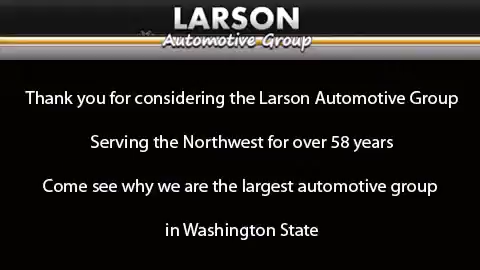 LARSON
Automotive Group
Thank you for considering the Larson Automotive Group
Serving the Northwest for over 58 years
Come see why we are the largest automotive group
in Washington State